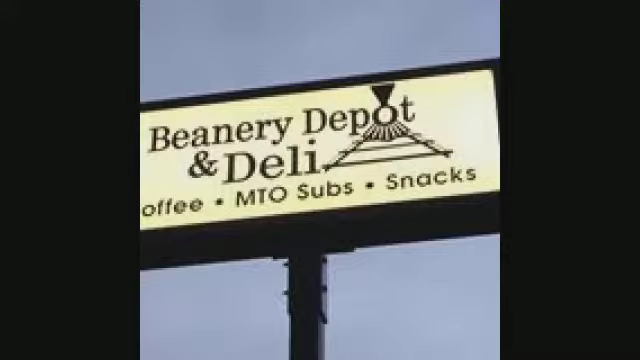 Beanery Depot
& Deli
offee • MTO Subs • Snacks